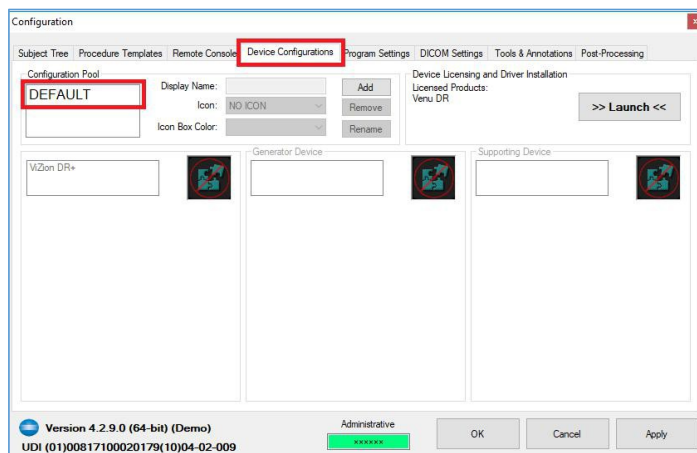 Configuration
x
Subject Tree Procedure Templates Remote Console Device Configurations Program Settings DICOM Settings Tools & Annotations Post-Processing
Configuration Pool
DEFAULT
Display Name:
Add
Icon: NO ICON
Remove
Icon Box Color:
Rename
Device Licensing and Driver Installation
Licensed Products:
Venu DR
>> Launch <<
ViZion DR+
Generator Device
Supporting Device
Version 4.2.9.0 (64-bit) (Demo)
UDI (01)00817100020179(10)04-02-009
Administrative
××××××
OK
Cancel
Apply